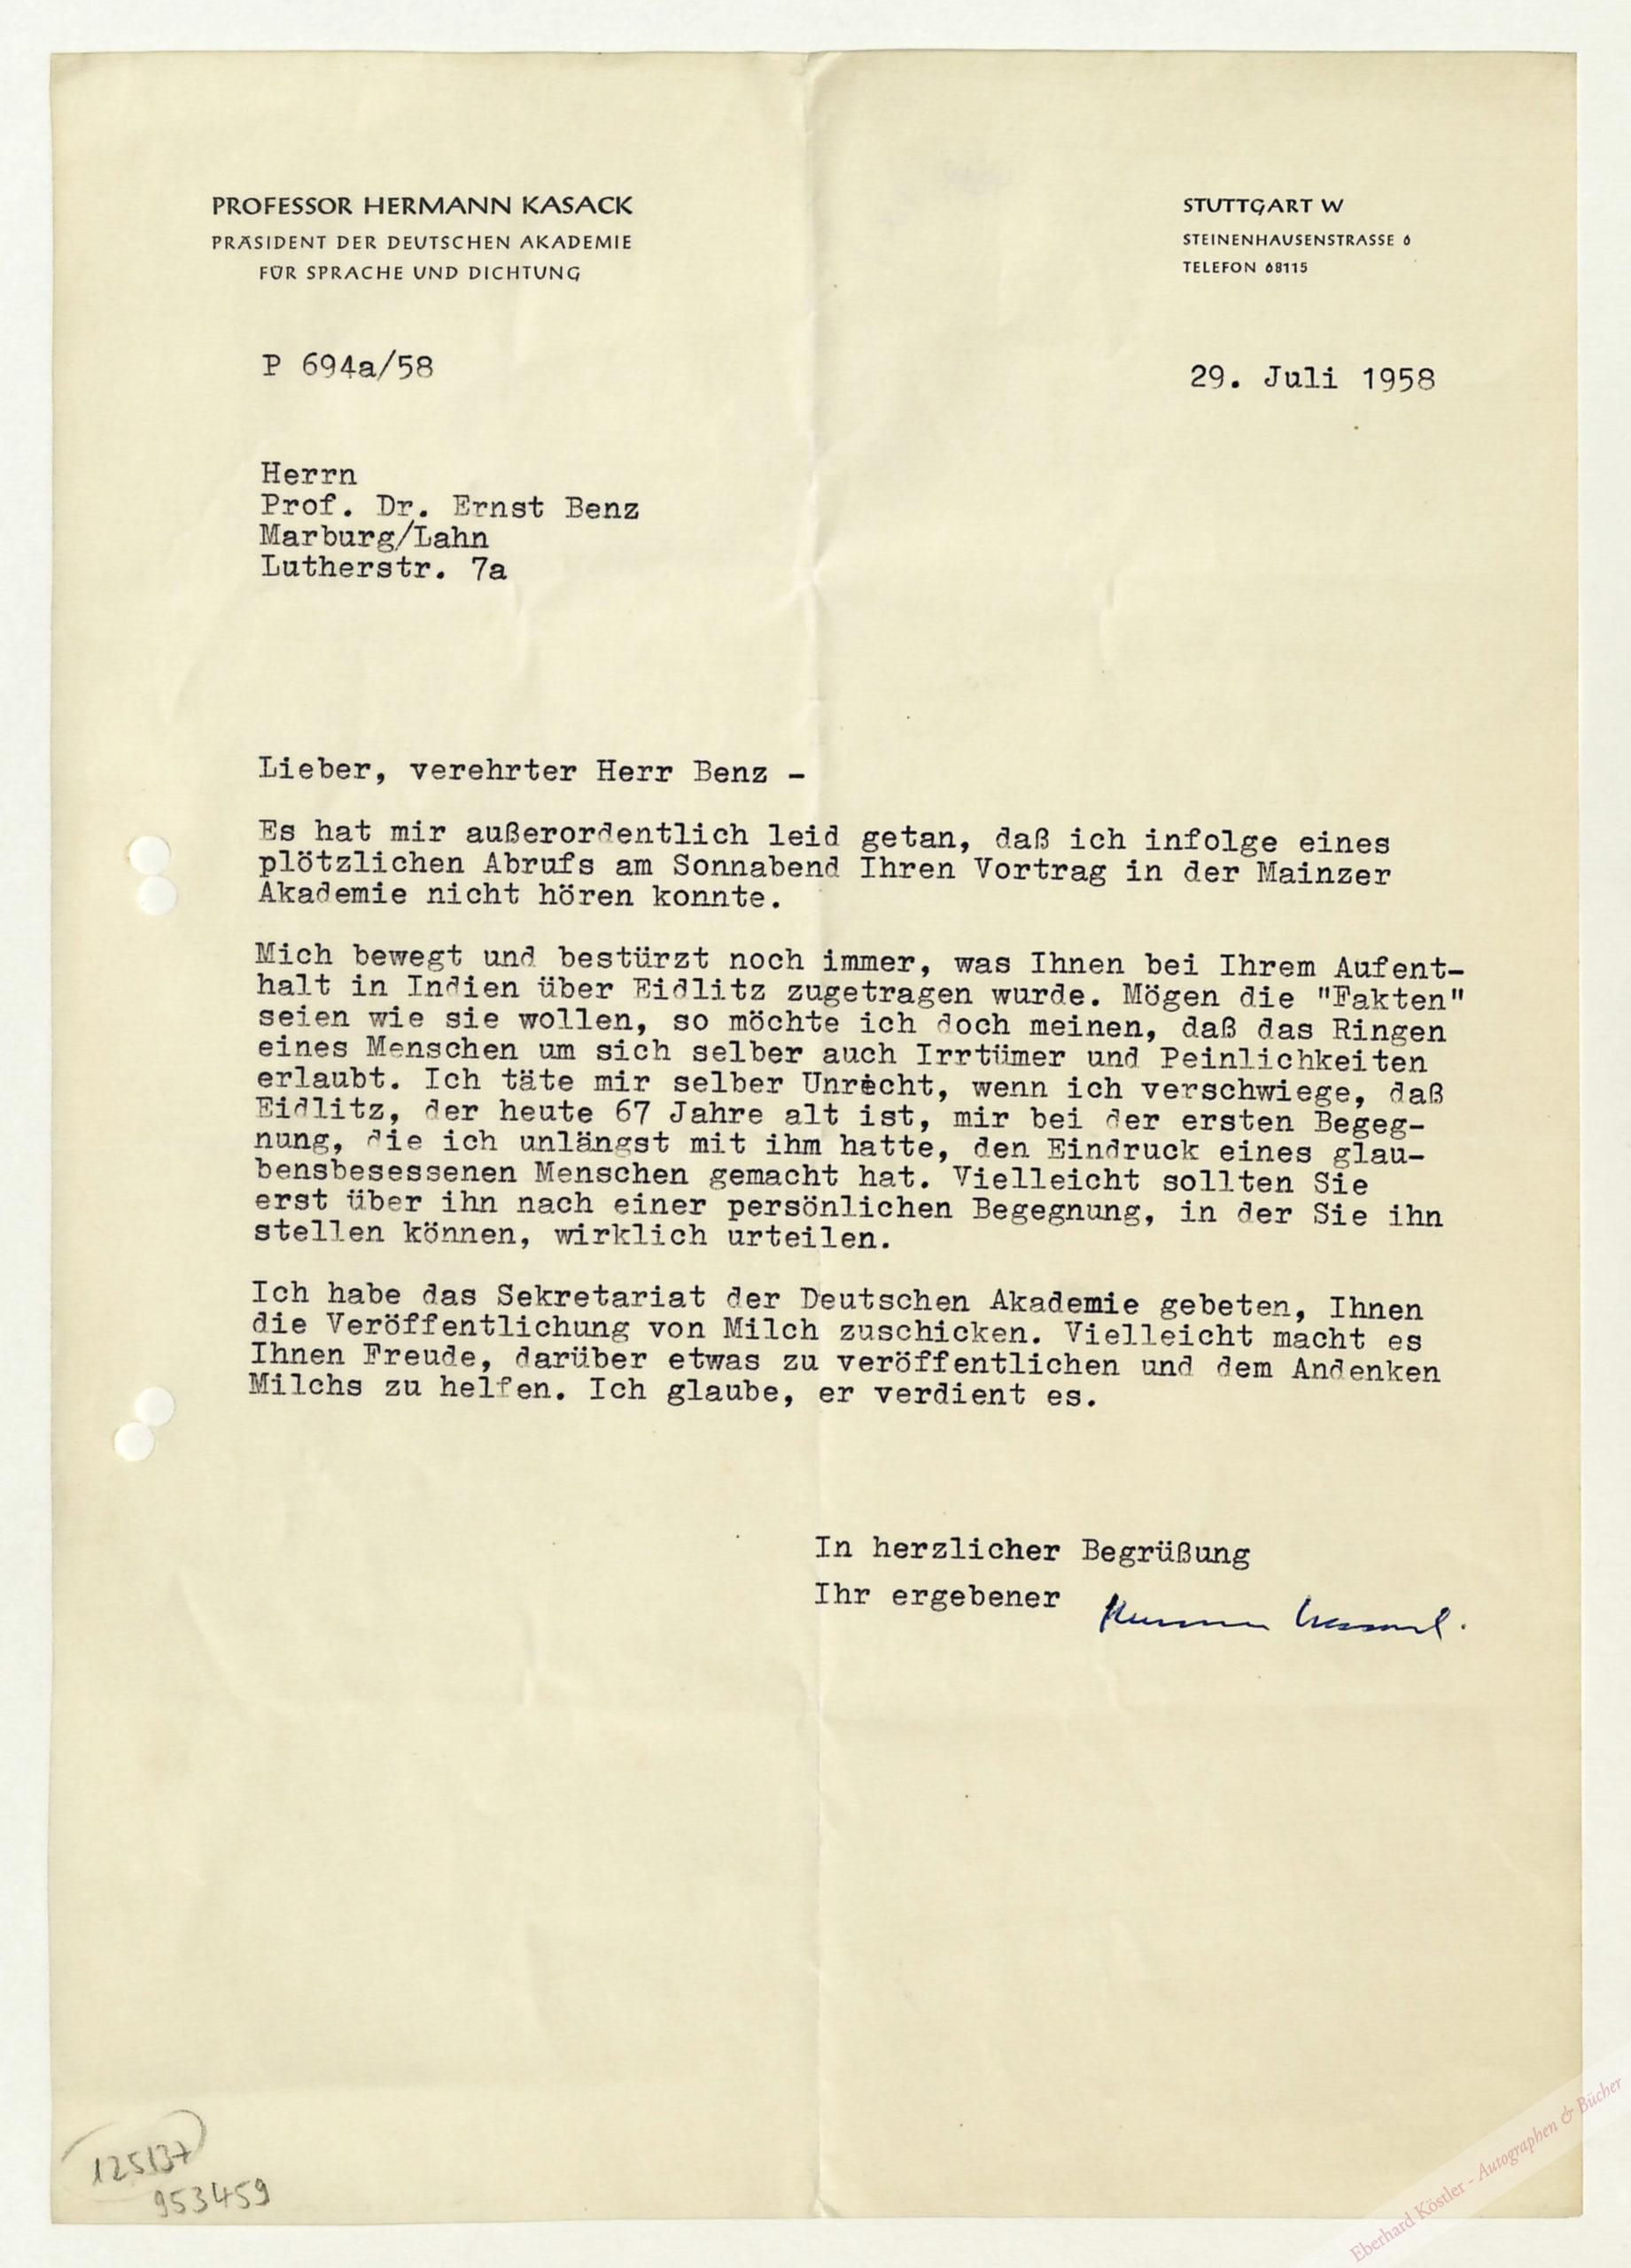 PROFESSOR HERMANN KASACK
PRÄSIDENT DER DEUTSCHEN AKADEMIE
FÜR SPRACHE UND DICHTUNG
STUTTGART W
STEINENHAUSENSTRASSE 6
TELEFON 68115
P 694a/58
29. Juli 1958
Herrn
Prof. Dr. Ernst Benz
Marburg/Lahn
Lutherstr. 7a
Lieber, verehrter Herr Benz –
Es hat mir außerordentlich leid getan, daß ich infolge eines
plötzlichen Abrufs am Sonnabend Ihren Vortrag in der Mainzer
Akademie nicht hören konnte.
Mich bewegt und bestürzt noch immer, was Ihnen bei Ihrem Aufent-
halt in Indien über Eidlitz zugetragen wurde. Mögen die "Fakten"
seien wie sie wollen, so möchte ich doch meinen, daß das Ringen
eines Menschen um sich selber auch Irrtümer und Peinlichkeiten
erlaubt. Ich täte mir selber Unrecht, wenn ich verschwiege, daß
Eidlitz, der heute 67 Jahre alt ist, mir bei der ersten Begeg-
nung, die ich unlängst mit ihm hatte, den Eindruck eines glau-
bensbesessenen Menschen gemacht hat. Vielleicht sollten Sie
erst über ihn nach einer persönlichen Begegnung, in der Sie ihn
stellen können, wirklich urteilen.
Ich habe das Sekretariat der Deutschen Akademie gebeten, Ihnen
die Veröffentlichung von Milch zuschicken. Vielleicht macht es
Ihnen Freude, darüber etwas zu veröffentlichen und dem Andenken
Milchs zu helfen. Ich glaube, er verdient es.
In herzlicher Begrüßung
Ihr ergebener Hermann Kasack.
125137
953459
Eberhard Köstler - Autographen & Bücher